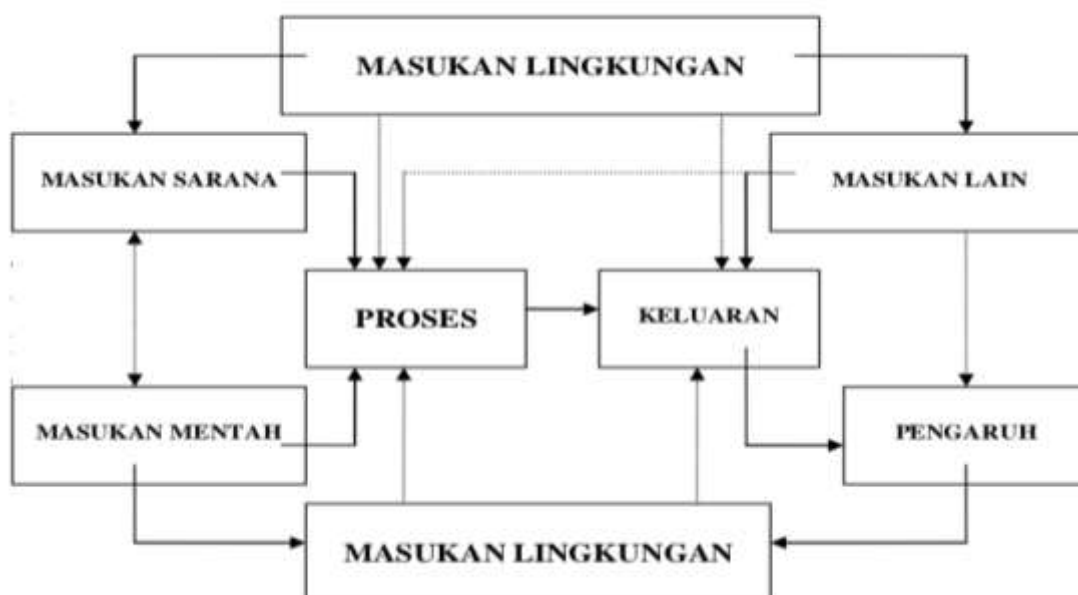 MASUKAN LINGKUNGAN
MASUKAN SARANA
MASUKAN LAIN
PROSES
KELUARAN
MASUKAN MENTAH
PENGARUH
MASUKAN LINGKUNGAN